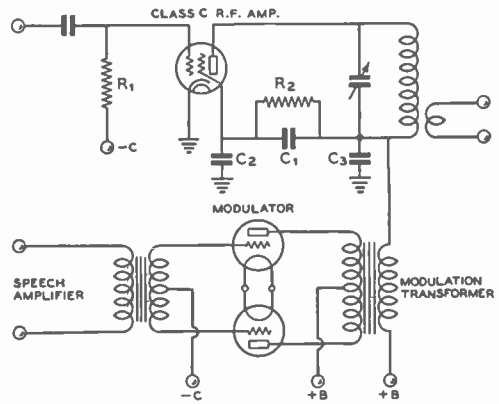 CLASS C R.F. AMP.
R1
R2
-C
C2
C1
C3
MODULATOR
SPEECH
AMPLIFIER
MODULATION
TRANSFORMER
-C
+B
+B